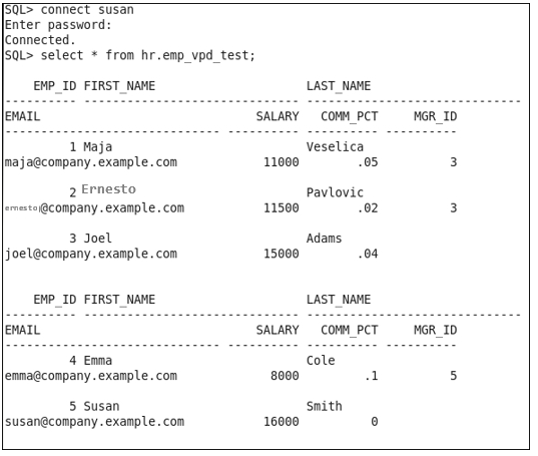 SQL> connect susan
Enter password:
Connected.
SQL> select * from hr.emp_vpd_test;
EMP_ID FIRST_NAME LAST_NAME
---------- ------------------------------ ------------------------------
EMAIL SALARY COMM_PCT MGR_ID
------------------------------ ---------- ---------- ----------
1 Maja Veselica
maja@company.example.com 11000 .05 3
2 Ernesto Pavlovic
ernesto@company.example.com 11500 .02 3
3 Joel Adams
joel@company.example.com 15000 .04
EMP_ID FIRST_NAME LAST_NAME
---------- ------------------------------ ------------------------------
EMAIL SALARY COMM_PCT MGR_ID
------------------------------ ---------- ---------- ----------
4 Emma Cole
emma@company.example.com 8000 .1 5
5 Susan Smith
susan@company.example.com 16000 0